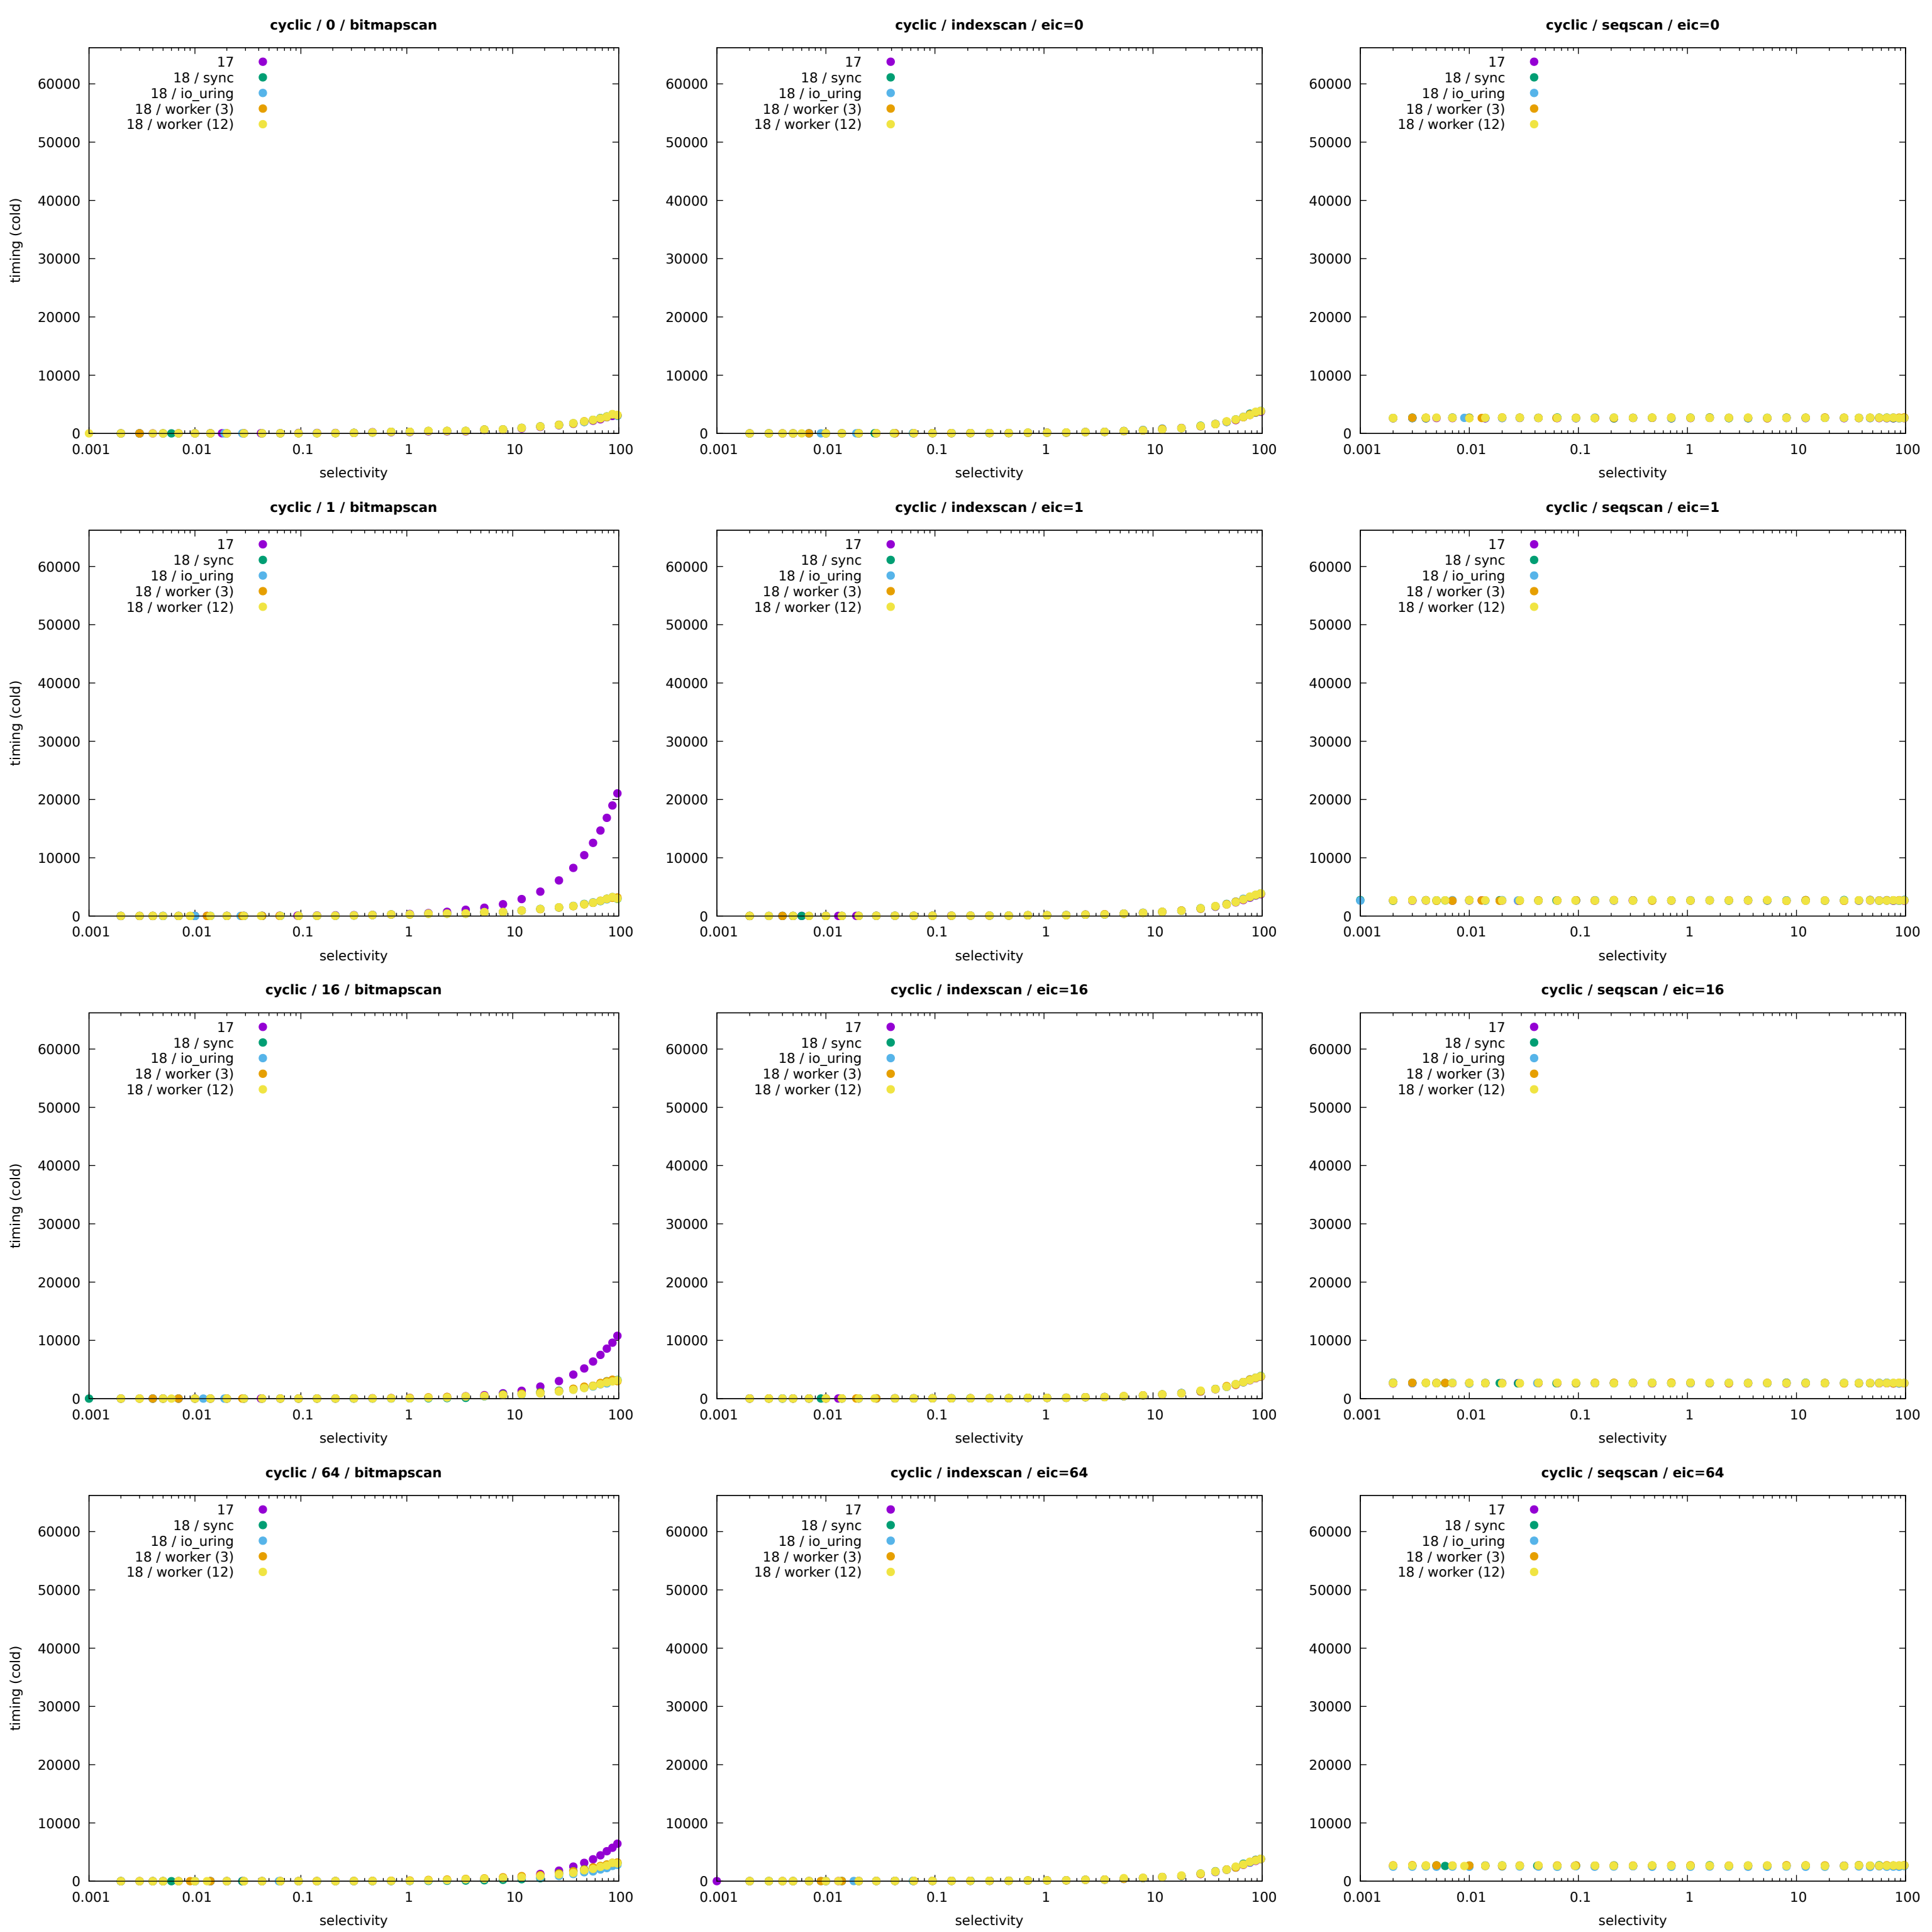 cyclic / 0 / bitmapscan
timing (cold)
60000
50000
40000
30000
20000
10000
0
17
18 / sync
18 / io_uring
18 / worker (3)
18 / worker (12)
0.001 0.01 0.1 1 10 100
selectivity
cyclic / indexscan / eic=0
60000
50000
40000
30000
20000
10000
0
17
18 / sync
18 / io_uring
18 / worker (3)
18 / worker (12)
0.001 0.01 0.1 1 10 100
selectivity
cyclic / seqscan / eic=0
60000
50000
40000
30000
20000
10000
0
17
18 / sync
18 / io_uring
18 / worker (3)
18 / worker (12)
0.001 0.01 0.1 1 10 100
selectivity
cyclic / 1 / bitmapscan
timing (cold)
60000
50000
40000
30000
20000
10000
0
17
18 / sync
18 / io_uring
18 / worker (3)
18 / worker (12)
0.001 0.01 0.1 1 10 100
selectivity
cyclic / indexscan / eic=1
60000
50000
40000
30000
20000
10000
0
17
18 / sync
18 / io_uring
18 / worker (3)
18 / worker (12)
0.001 0.01 0.1 1 10 100
selectivity
cyclic / seqscan / eic=1
60000
50000
40000
30000
20000
10000
0
17
18 / sync
18 / io_uring
18 / worker (3)
18 / worker (12)
0.001 0.01 0.1 1 10 100
selectivity
cyclic / 16 / bitmapscan
timing (cold)
60000
50000
40000
30000
20000
10000
0
17
18 / sync
18 / io_uring
18 / worker (3)
18 / worker (12)
0.001 0.01 0.1 1 10 100
selectivity
cyclic / indexscan / eic=16
60000
50000
40000
30000
20000
10000
0
17
18 / sync
18 / io_uring
18 / worker (3)
18 / worker (12)
0.001 0.01 0.1 1 10 100
selectivity
cyclic / seqscan / eic=16
60000
50000
40000
30000
20000
10000
0
17
18 / sync
18 / io_uring
18 / worker (3)
18 / worker (12)
0.001 0.01 0.1 1 10 100
selectivity
cyclic / 64 / bitmapscan
timing (cold)
60000
50000
40000
30000
20000
10000
0
17
18 / sync
18 / io_uring
18 / worker (3)
18 / worker (12)
0.001 0.01 0.1 1 10 100
selectivity
cyclic / indexscan / eic=64
60000
50000
40000
30000
20000
10000
0
17
18 / sync
18 / io_uring
18 / worker (3)
18 / worker (12)
0.001 0.01 0.1 1 10 100
selectivity
cyclic / seqscan / eic=64
60000
50000
40000
30000
20000
10000
0
17
18 / sync
18 / io_uring
18 / worker (3)
18 / worker (12)
0.001 0.01 0.1 1 10 100
selectivity